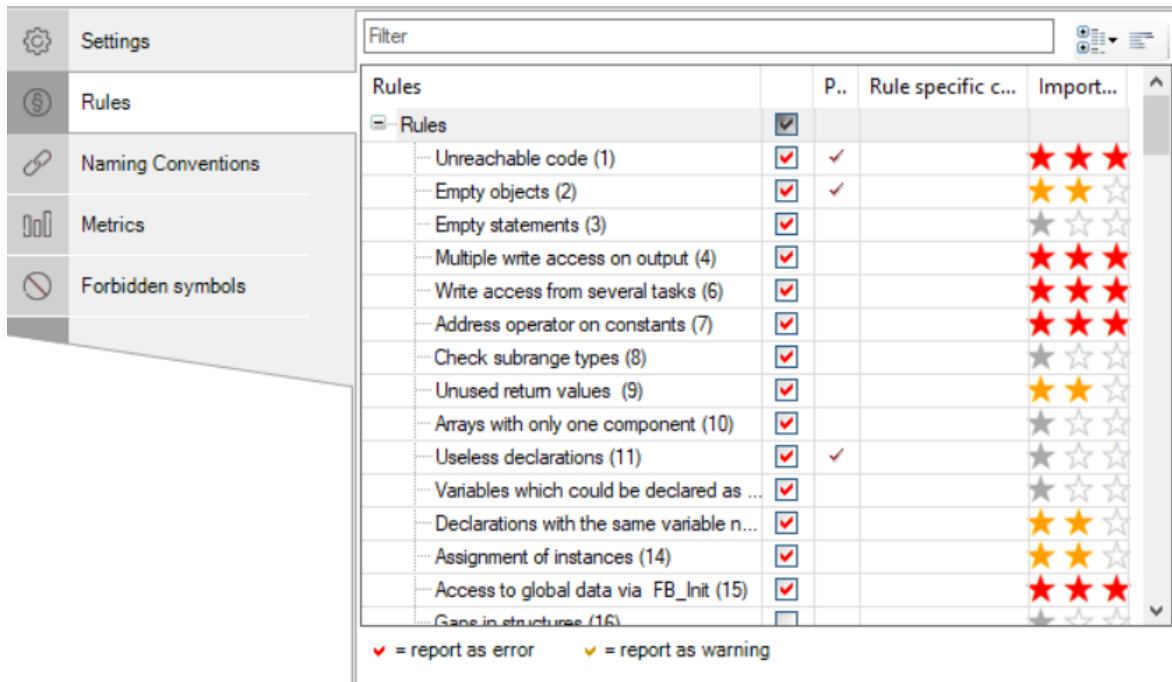 Settings
Rules
Naming Conventions
Metrics
Forbidden symbols
Filter
Rules P.. Rule specific c... Import...
Rules
Unreachable code (1)
Empty objects (2)
Empty statements (3)
Multiple write access on output (4)
Write access from several tasks (6)
Address operator on constants (7)
Check subrange types (8)
Unused return values (9)
Arrays with only one component (10)
Useless declarations (11)
Variables which could be declared as ...
Declarations with the same variable n...
Assignment of instances (14)
Access to global data via FB_Init (15)
Gaps in structures (16)
= report as error = report as warning